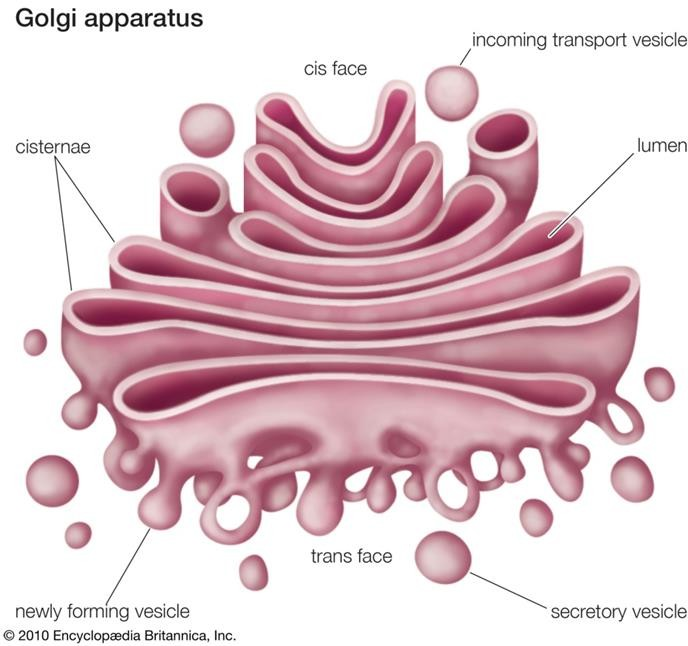 Golgi apparatus
incoming transport vesicle
cis face
cisternae
lumen
trans face
newly forming vesicle
secretory vesicle
© 2010 Encyclopædia Britannica, Inc.